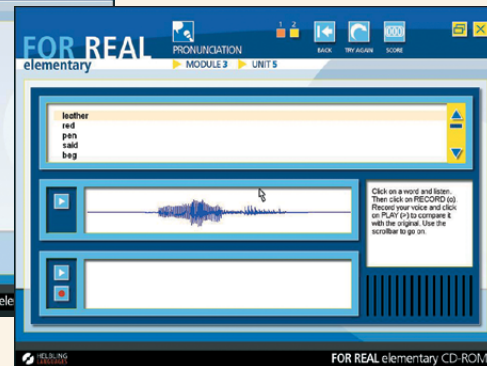 FOR REAL
elementary
PRONUNCIATION
MODULE 3 UNIT 5
1 2
BACK TRY AGAIN SCORE
leather
red
pen
said
beg
Click on a word and listen.
Then click on RECORD (o).
Record your voice and click
on PLAY (>) to compare it
with the original. Use the
scrollbar to go on.
ele
HELBLING
LANGUAGES
FOR REAL elementary CD-ROM